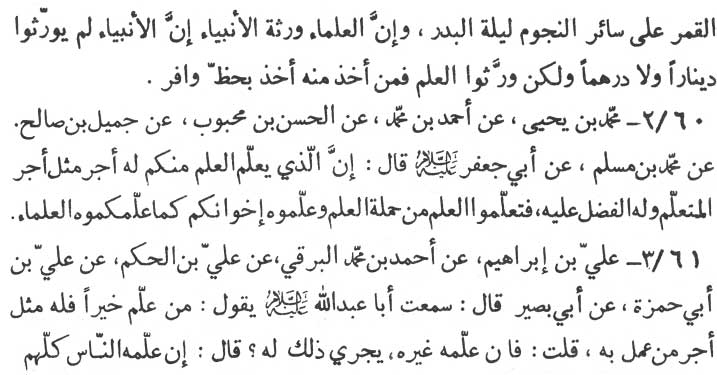 القمر على سائر النجوم ليلة البدر ، وإنَّ العلماء ورثة الأنبياء إنَّ الأنبياء لم يورّثوا
ديناراً ولا درهماً ولكن ورَّثوا العلم فمن أخذ منه أخذ بحظّ وافر .
٢/٦٠ـ محمّد بن يحيى ، عن أحمد بن محمّد ، عن الحسن بن محبوب ، عن جميل بن صالح.
عن محمّد بن مسلم ، عن أبي جعفر عليه السلام قال : إنَّ الّذي يعلّم العلم منكم له أجر مثل أجر
المتعلّم وله الفضل عليه، فتعلّموا العلم من حملة العلم وعلّموه إخوانكم كما علّمكموه العلماء.
٣/٦١ـ عليّ بن إبراهيم، عن أحمد بن محمّد البرقي،عن عليّ بن الحكم، عن عليّ بن
أبي حمزة ، عن أبي بصير قال : سمعت أبا عبدالله عليه السلام يقول : من علّم خيراً فله مثل
أجر من عمل به ، قلت : فان علّمه غيره، يجري ذلك له ؟ قال : إن علّمه النّاس كلّهم